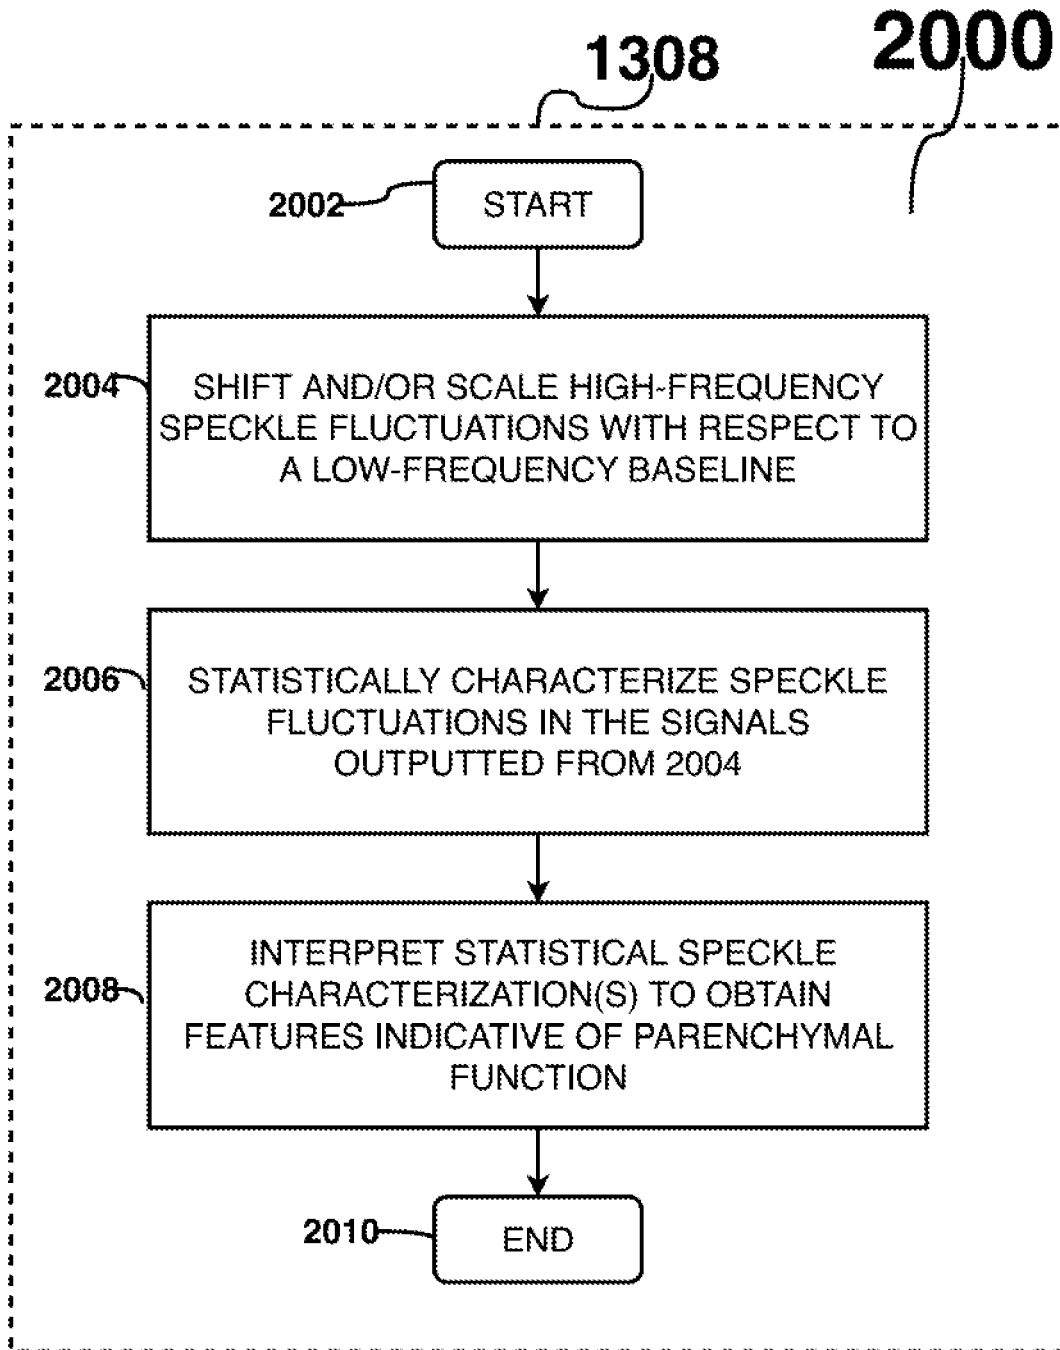 2000
1308
2002
START
2004
SHIFT AND/OR SCALE HIGH-FREQUENCY
SPECKLE FLUCTUATIONS WITH RESPECT TO
A LOW-FREQUENCY BASELINE
2006
STATISTICALLY CHARACTERIZE SPECKLE
FLUCTUATIONS IN THE SIGNALS
OUTPUTTED FROM 2004
2008
INTERPRET STATISTICAL SPECKLE
CHARACTERIZATION(S) TO OBTAIN
FEATURES INDICATIVE OF PARENCHYMAL
FUNCTION
2010
END